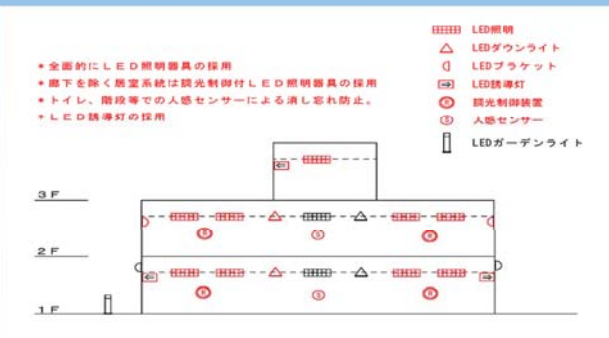 ＊全面的にＬＥＤ照明器具の採用
＊廊下を除く居室系統は調光制御付ＬＥＤ照明器具の採用
＊トイレ、階段等での人感センサーによる消し忘れ防止。
＊ＬＥＤ誘導灯の採用
LED照明
LEDダウンライト
LEDブラケット
LED誘導灯
調光制御装置
人感センサー
LEDガーデンライト
３Ｆ
２Ｆ
１Ｆ